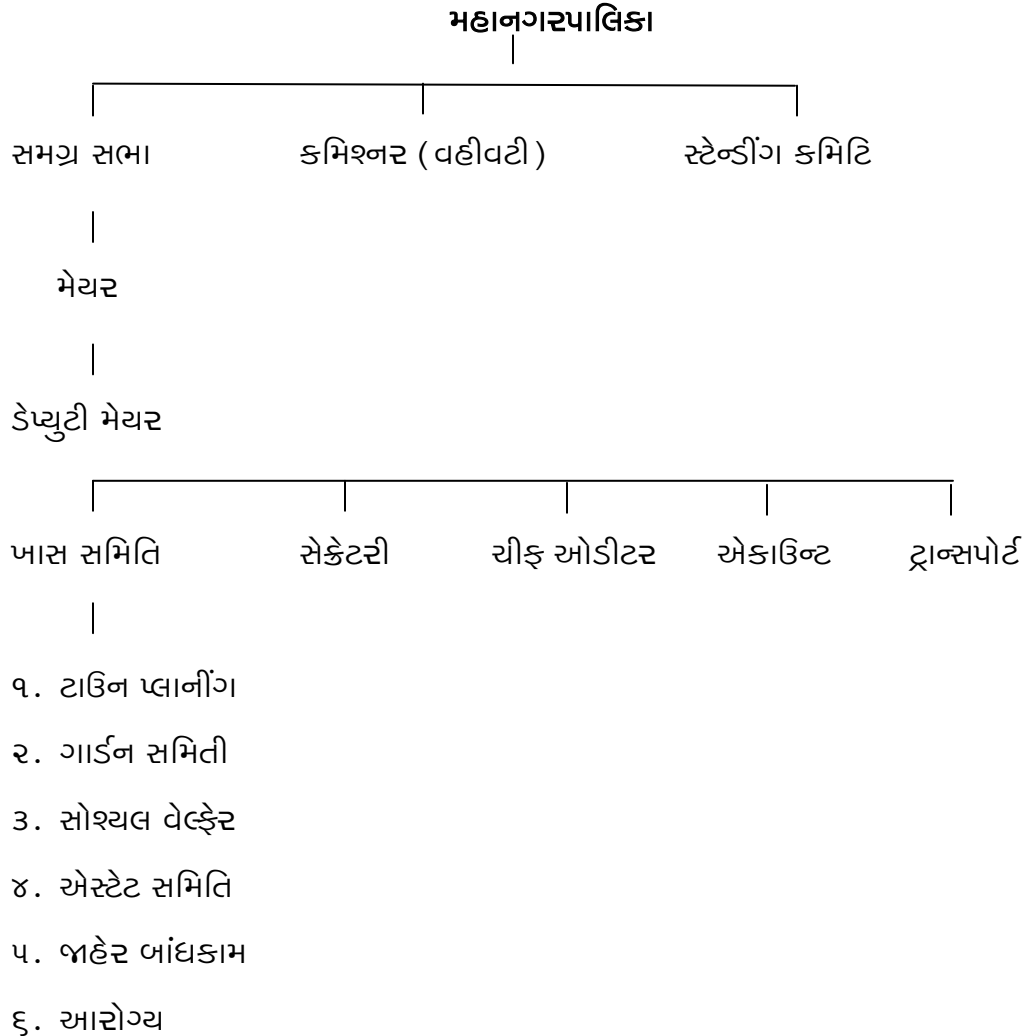 મહાનગરપાલિકા
સમગ્ર સભા કમિશ્નર (વહીવટી) સ્ટેન્ડીંગ કમિટિ
મેયર
ડેપ્યુટી મેયર
ખાસ સમિતિ સેક્રેટરી ચીફ ઓડીટર એકાઉન્ટ ટ્રાન્સપોર્ટ
૧. ટાઉન પ્લાનીંગ
૨. ગાર્ડન સમિતી
૩. સોશ્યલ વેલ્ફેર
૪. એસ્ટેટ સમિતિ
૫. જાહેર બાંધકામ
૬. આરોગ્ય